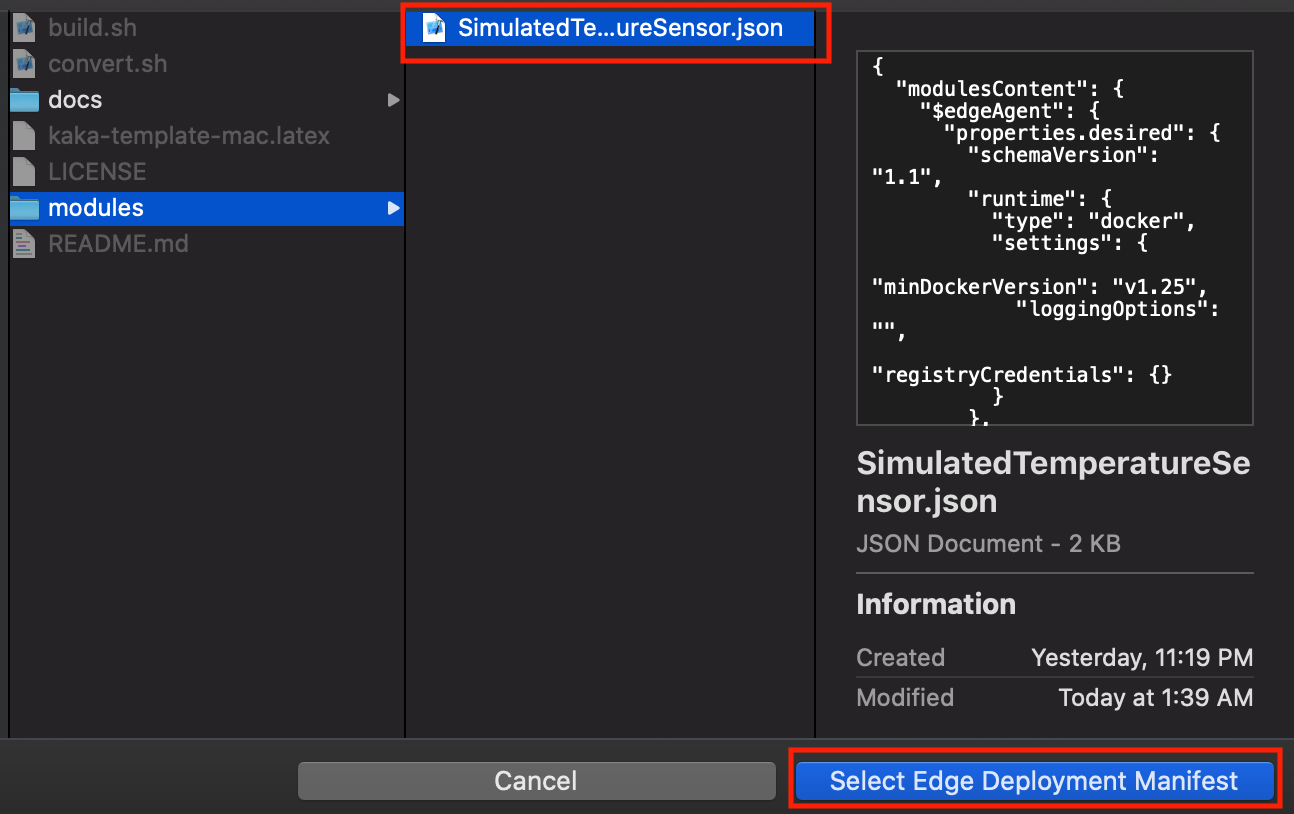 build.sh
convert.sh
docs
kaka-template-mac.latex
LICENSE
modules
README.md
SimulatedTe...ureSensor.json
{
"modulesContent": {
"$edgeAgent": {
"properties.desired": {
"schemaVersion":
"1.1",
"runtime": {
"type": "docker",
"settings": {
"minDockerVersion": "v1.25",
"loggingOptions":
"",
"registryCredentials": {}
}
},
SimulatedTemperatureSe
nsor.json
JSON Document - 2 KB
Information
Created Yesterday, 11:19 PM
Modified Today at 1:39 AM
Cancel
Select Edge Deployment Manifest